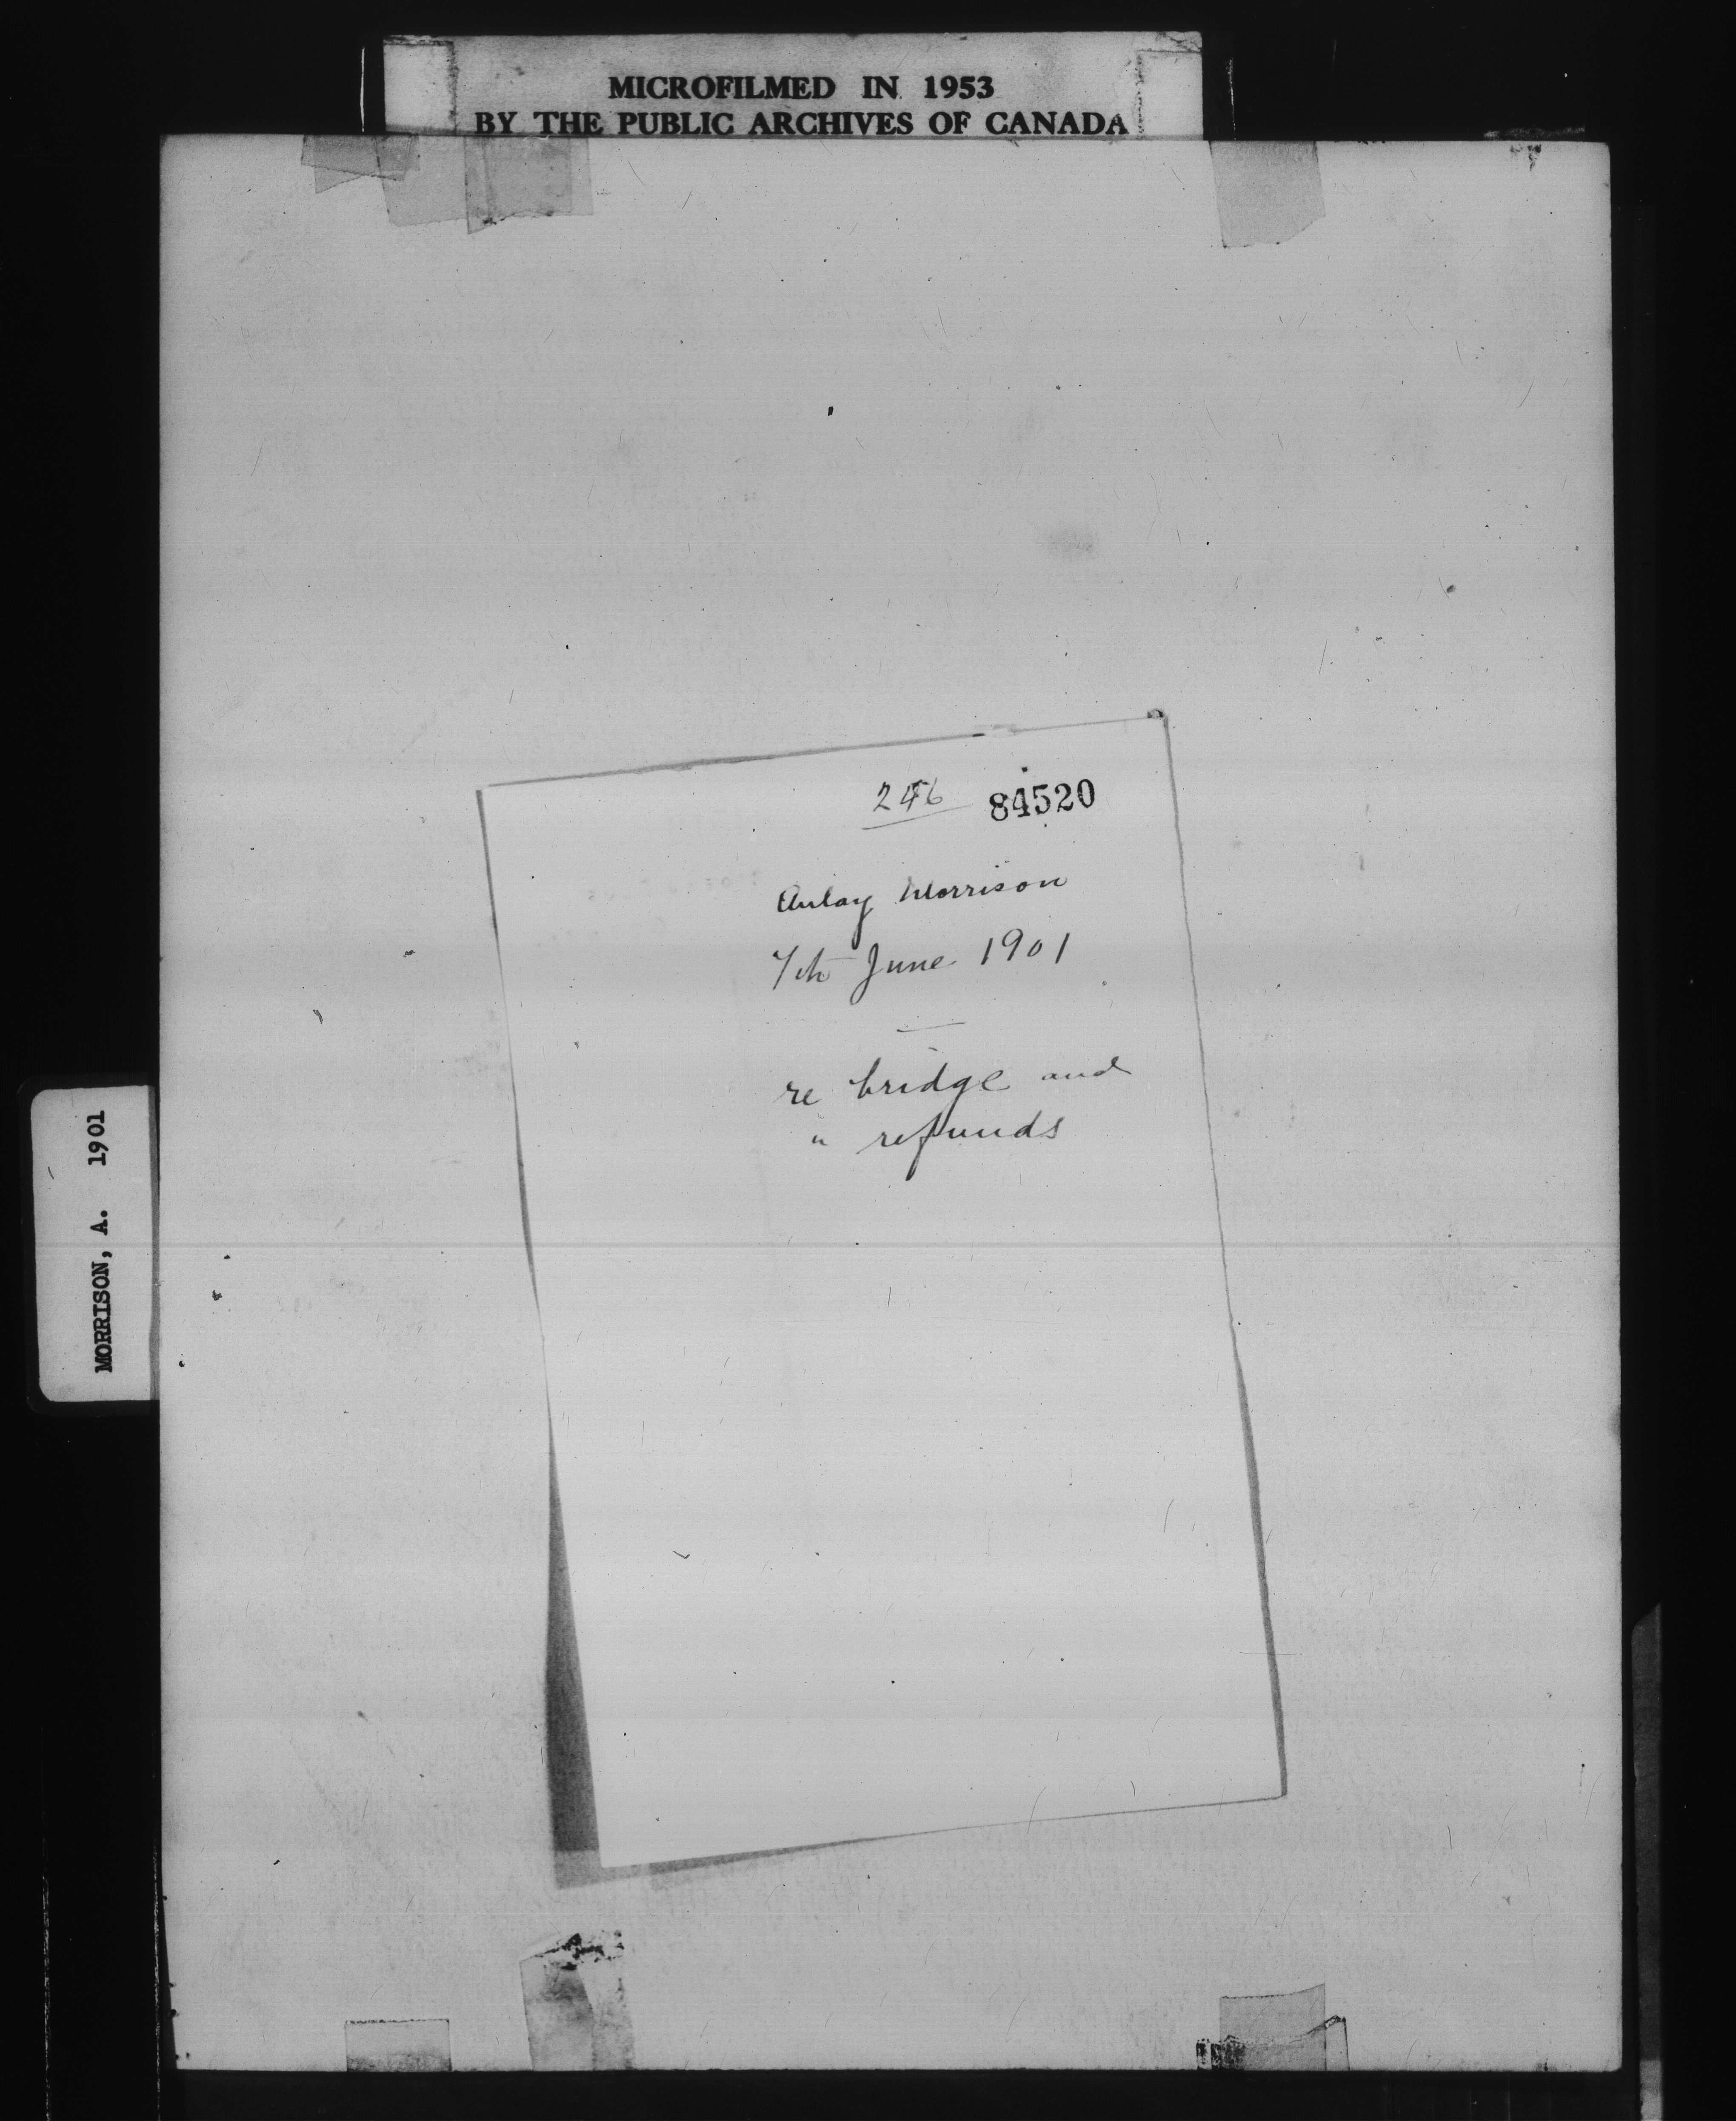 MICROFILMED IN 1953
BY THE PUBLIC ARCHIVES OF CANADA
246 84520
Aulay Morrison
7th June 1901
re bridge and
" refunds
MORRISON, A. 1901